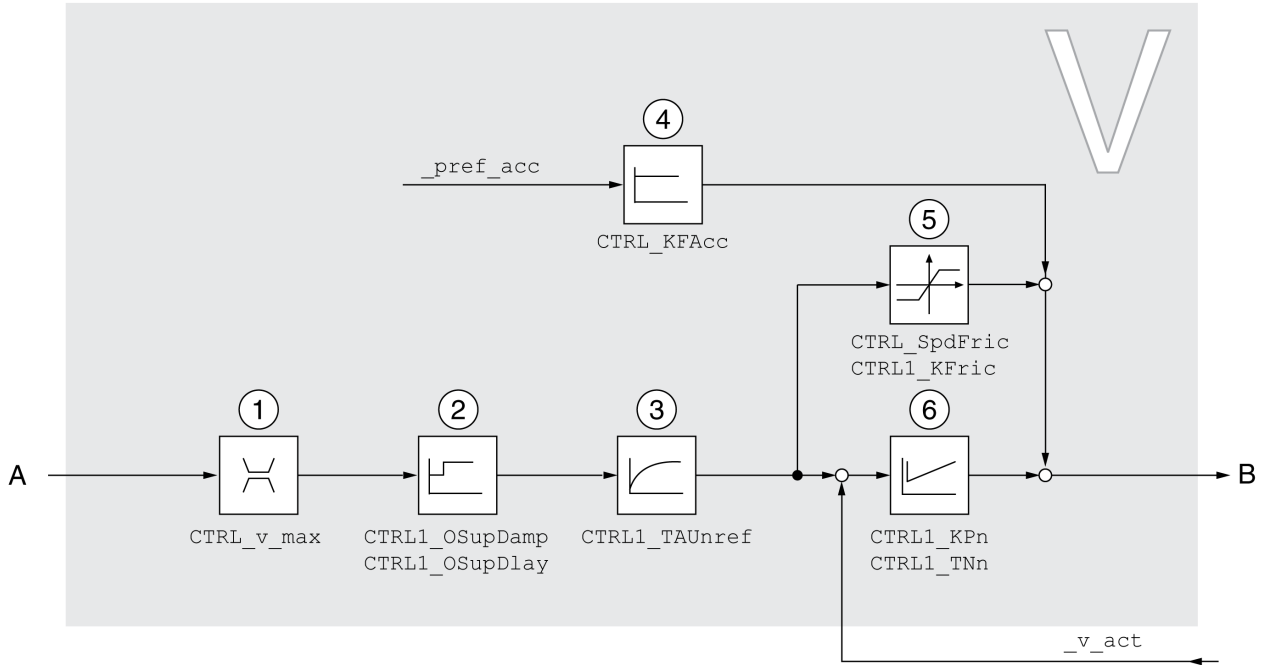 V
4
_pref_acc
CTRL_KFAcc
5
CTRL_SpdFric
CTRL1_KFric
1
2
3
6
A
B
CTRL_v_max
CTRL1_OSupDamp
CTRL1_OSupDlay
CTRL1_TAUnref
CTRL1_KPn
CTRL1_TNn
_v_act